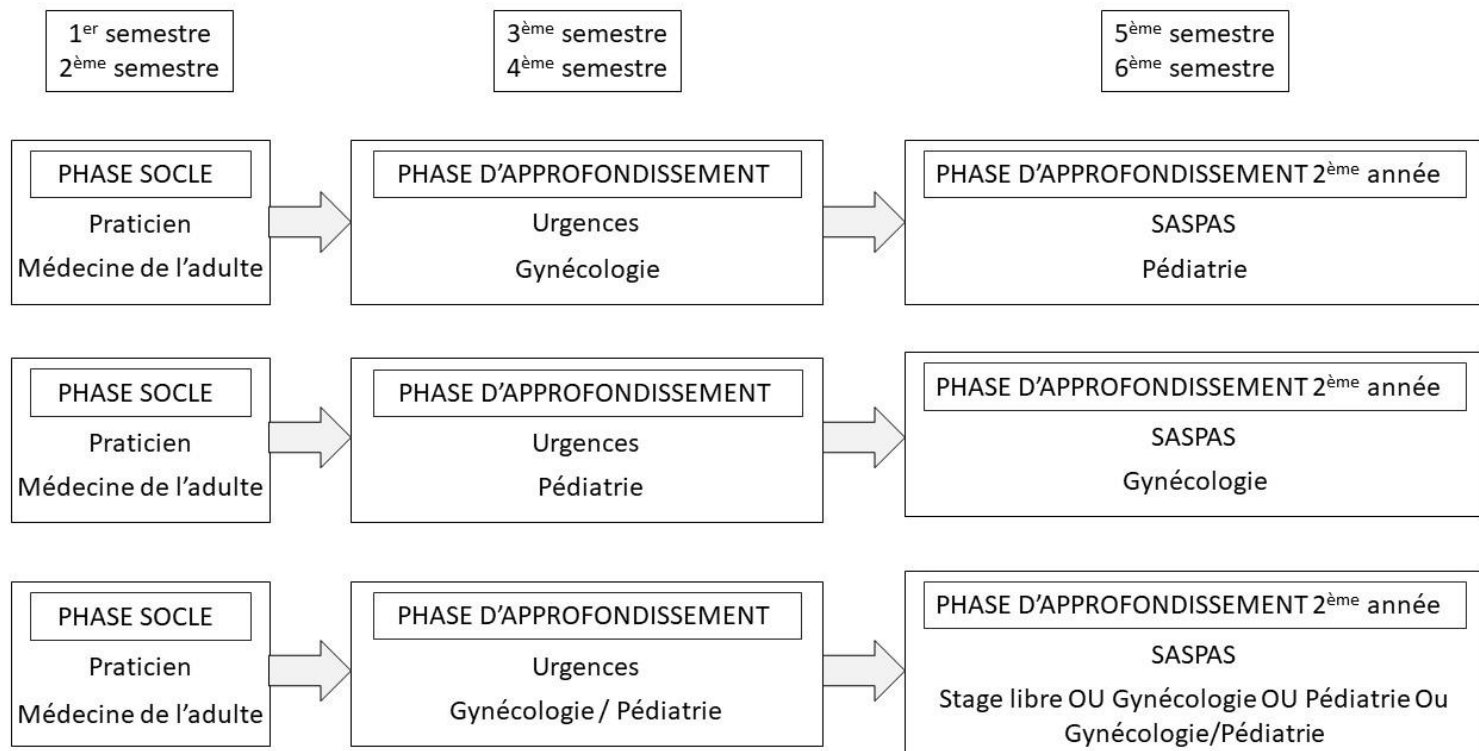 1er semestre
2ème semestre
3ème semestre
4ème semestre
5ème semestre
6ème semestre
PHASE SOCLE
Praticien
Médecine de l’adulte
PHASE D’APPROFONDISSEMENT
Urgences
Gynécologie
PHASE D’APPROFONDISSEMENT 2ème année
SASPAS
Pédiatrie
PHASE SOCLE
Praticien
Médecine de l’adulte
PHASE D’APPROFONDISSEMENT
Urgences
Pédiatrie
PHASE D’APPROFONDISSEMENT 2ème année
SASPAS
Gynécologie
PHASE SOCLE
Praticien
Médecine de l’adulte
PHASE D’APPROFONDISSEMENT
Urgences
Gynécologie / Pédiatrie
PHASE D’APPROFONDISSEMENT 2ème année
SASPAS
Stage libre OU Gynécologie OU Pédiatrie Ou
Gynécologie/Pédiatrie